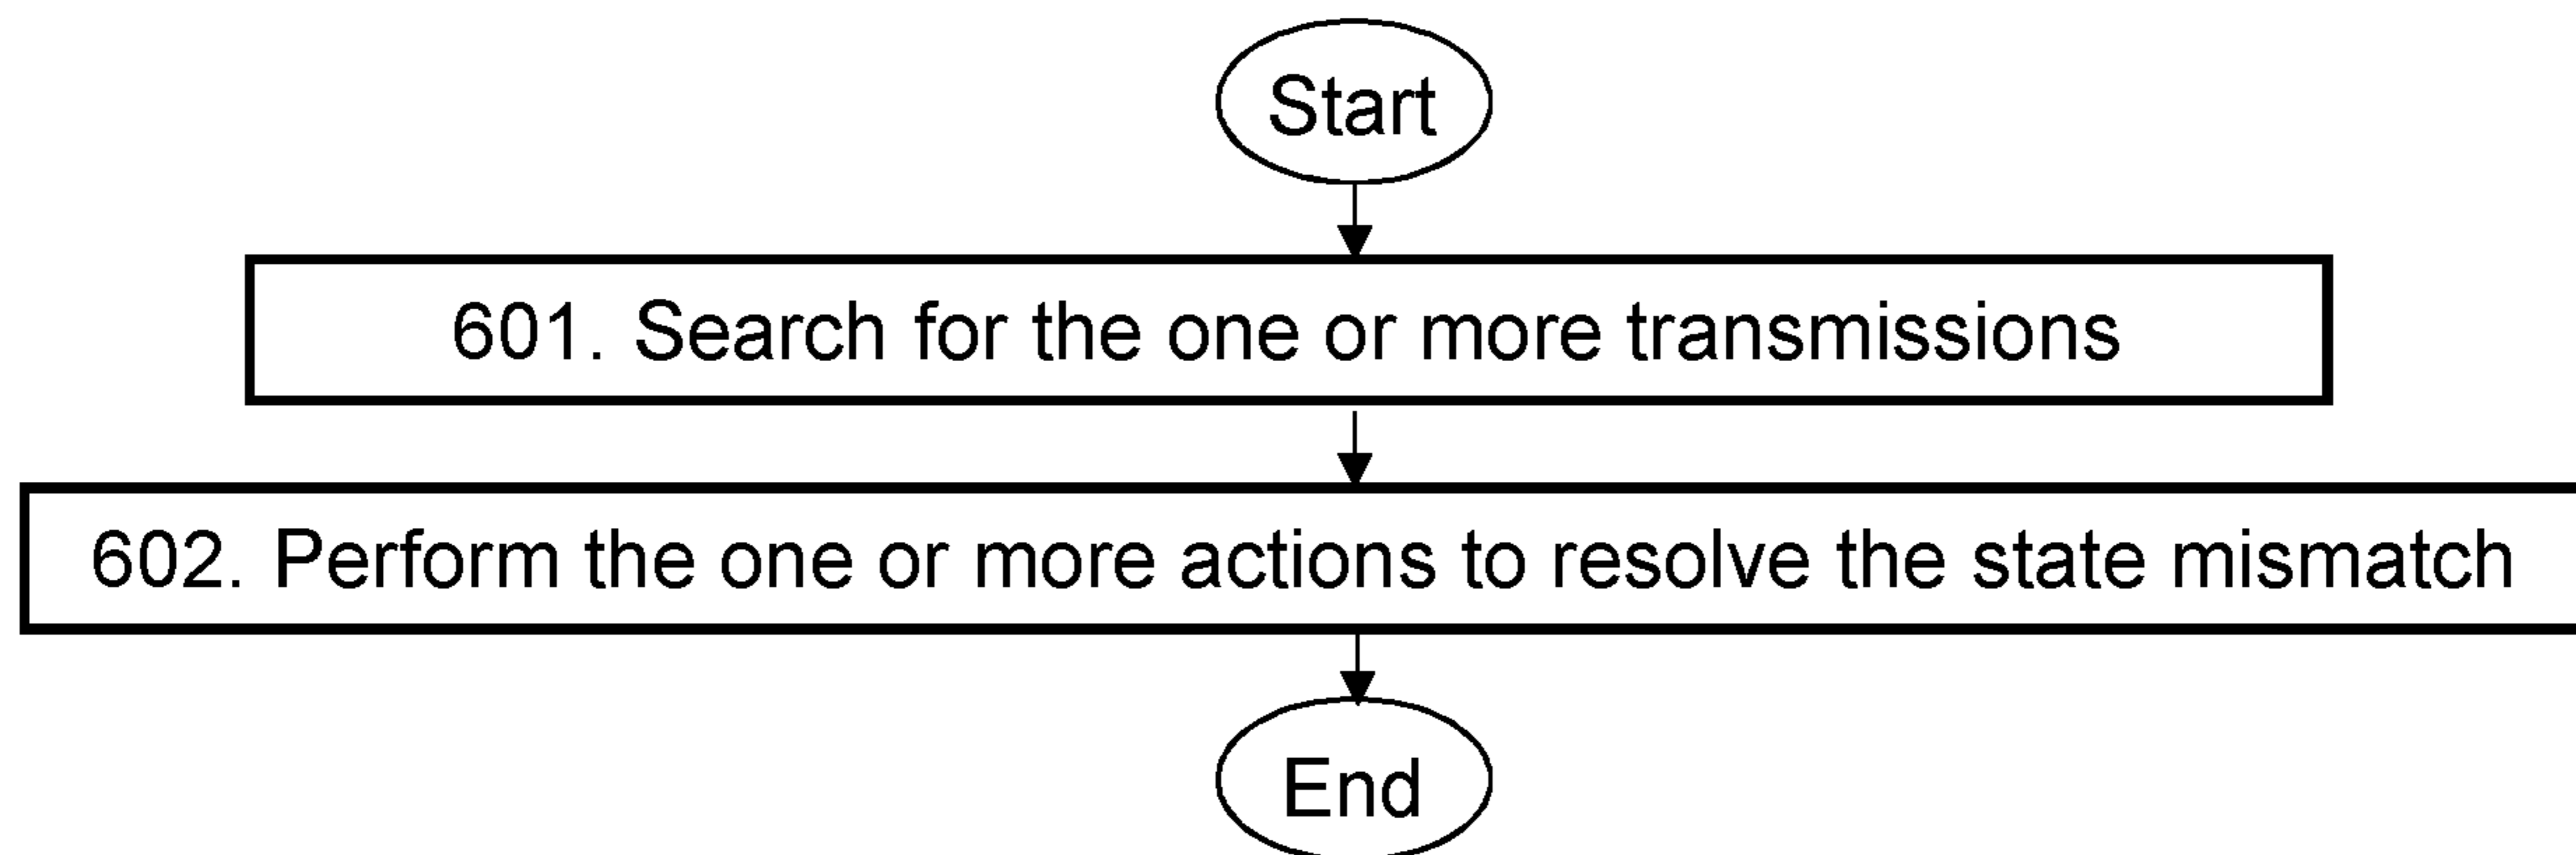 Start
601. Search for the one or more transmissions
602. Perform the one or more actions to resolve the state mismatch
End